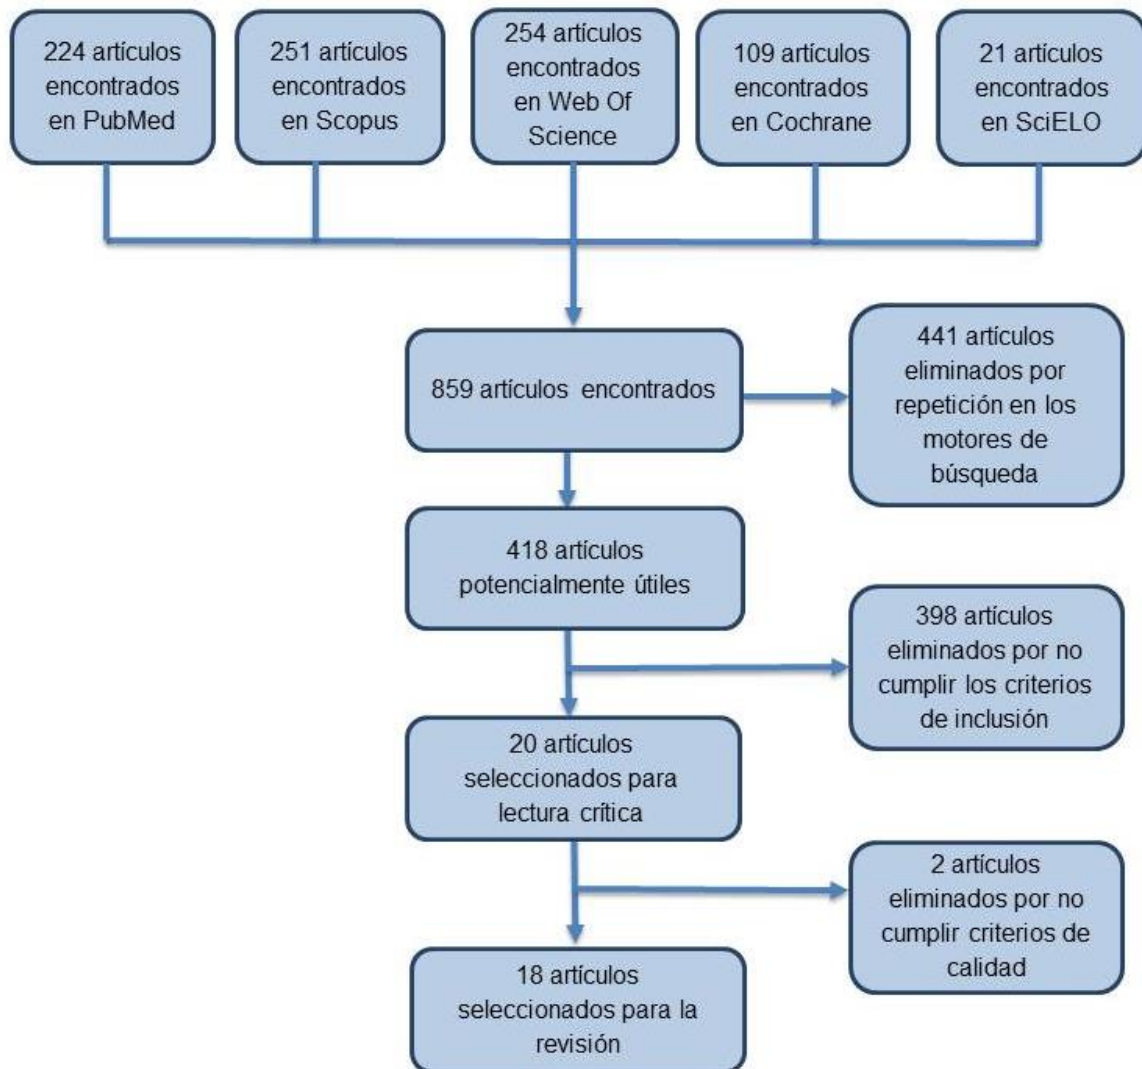 224 artículos
encontrados
en PubMed
251 artículos
encontrados
en Scopus
254 artículos
encontrados
en Web Of
Science
109 artículos
encontrados
en Cochrane
21 artículos
encontrados
en SciELO
859 artículos encontrados
441 artículos
eliminados por
repetición en los
motores de
búsqueda
418 artículos
potencialmente útiles
398 artículos
eliminados por no
cumplir los criterios
de inclusión
20 artículos
seleccionados para
lectura crítica
2 artículos
eliminados por no
cumplir criterios de
calidad
18 artículos
seleccionados para la
revisión